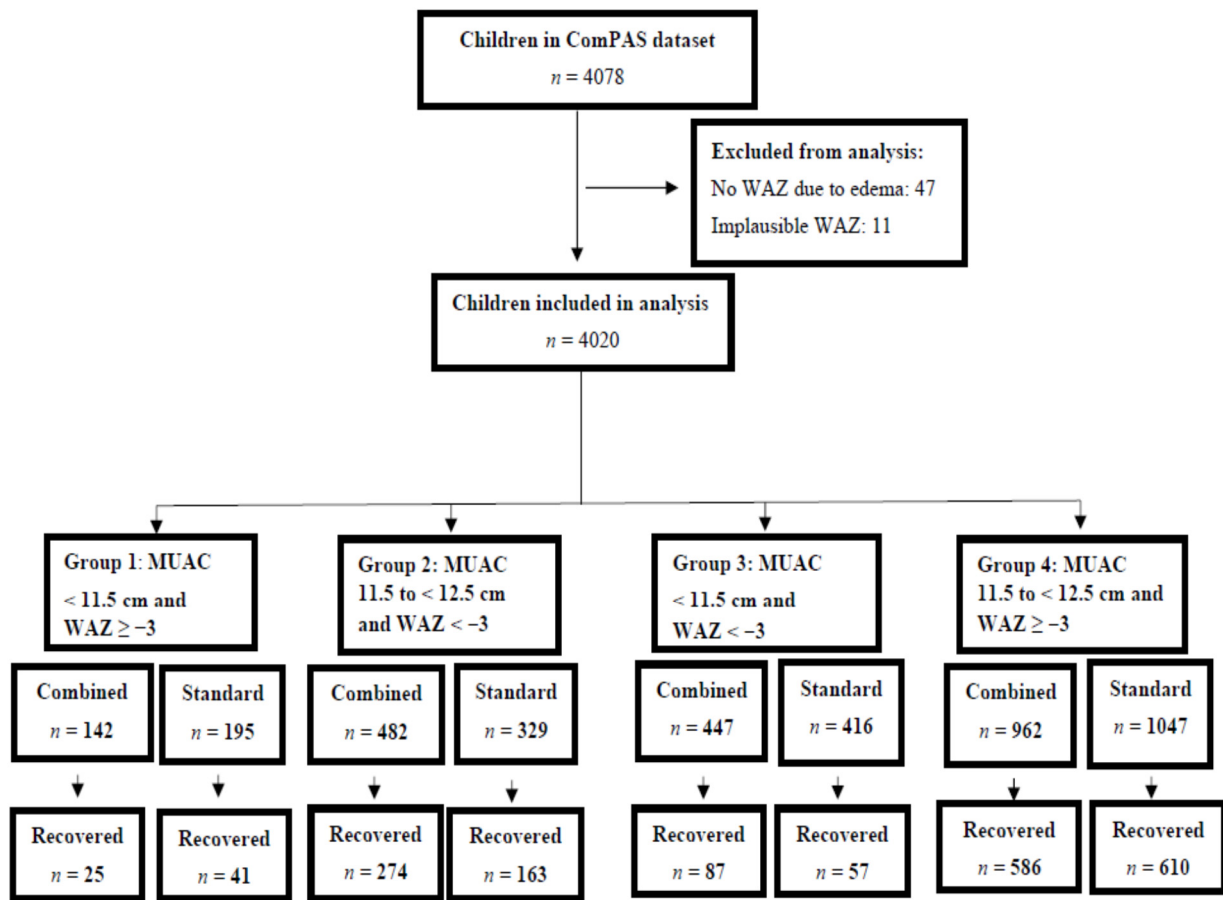 Children in ComPAS dataset
n = 4078
Excluded from analysis:
No WAZ due to edema: 47
Implausible WAZ: 11
Children included in analysis
n = 4020
Group 1: MUAC
< 11.5 cm and
WAZ ≥ −3
Group 2: MUAC
11.5 to < 12.5 cm
and WAZ < −3
Group 3: MUAC
< 11.5 cm and
WAZ < −3
Group 4: MUAC
11.5 to < 12.5 cm and
WAZ ≥ −3
Combined
n = 142
Standard
n = 195
Combined
n = 482
Standard
n = 329
Combined
n = 447
Standard
n = 416
Combined
n = 962
Standard
n = 1047
Recovered
n = 25
Recovered
n = 41
Recovered
n = 274
Recovered
n = 163
Recovered
n = 87
Recovered
n = 57
Recovered
n = 586
Recovered
n = 610